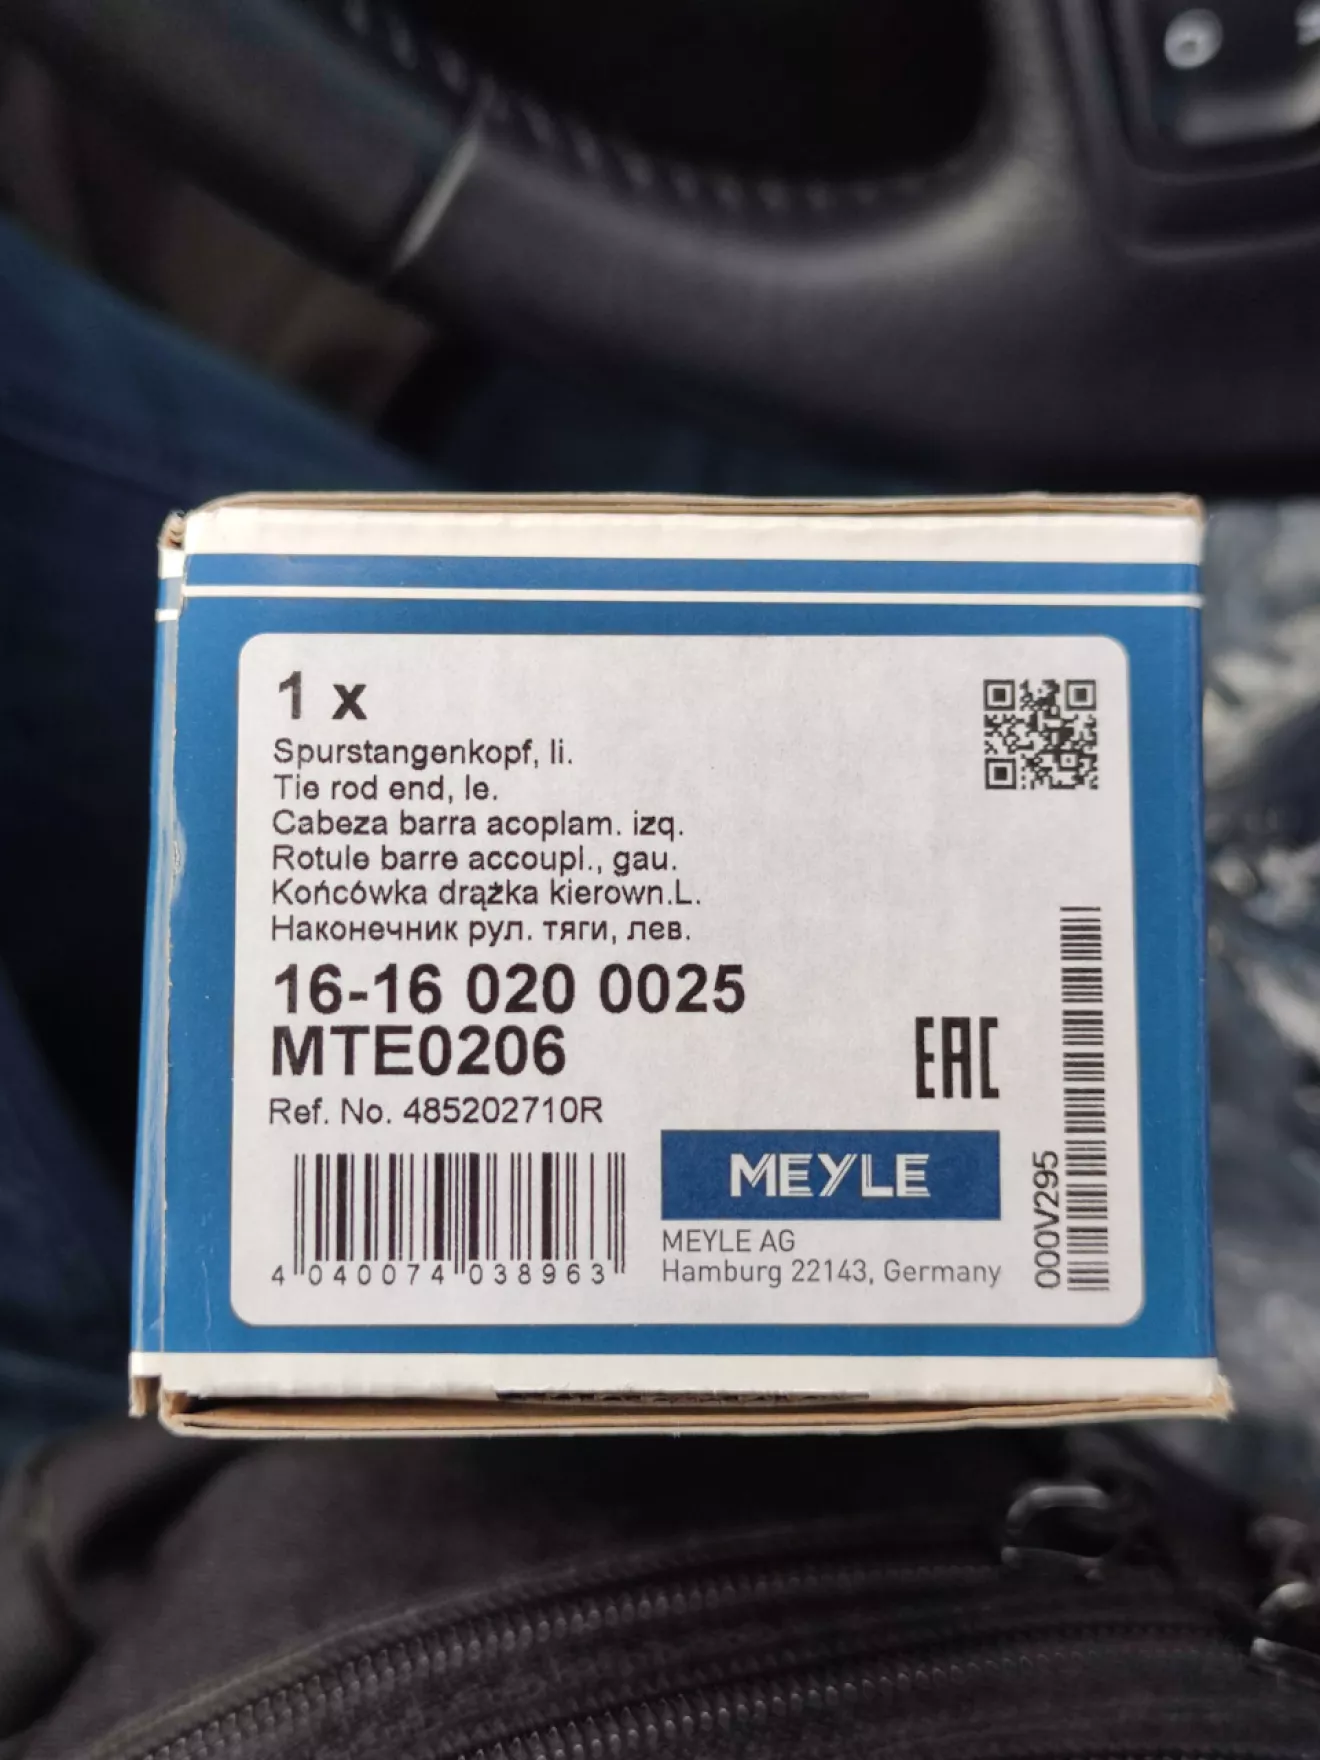 1 x
Spurstangenkopf, li.
Tie rod end, le.
Cabeza barra acoplam. izq.
Rotule barre accoupl., gau.
Końcówka drążka kierown.L.
Наконечник рул. тяги, лев.
16-16 020 0025
MTE0206
Ref. No. 485202710R
EAC
MEYLE
MEYLE AG
Hamburg 22143, Germany
4 040074 038963
000V295